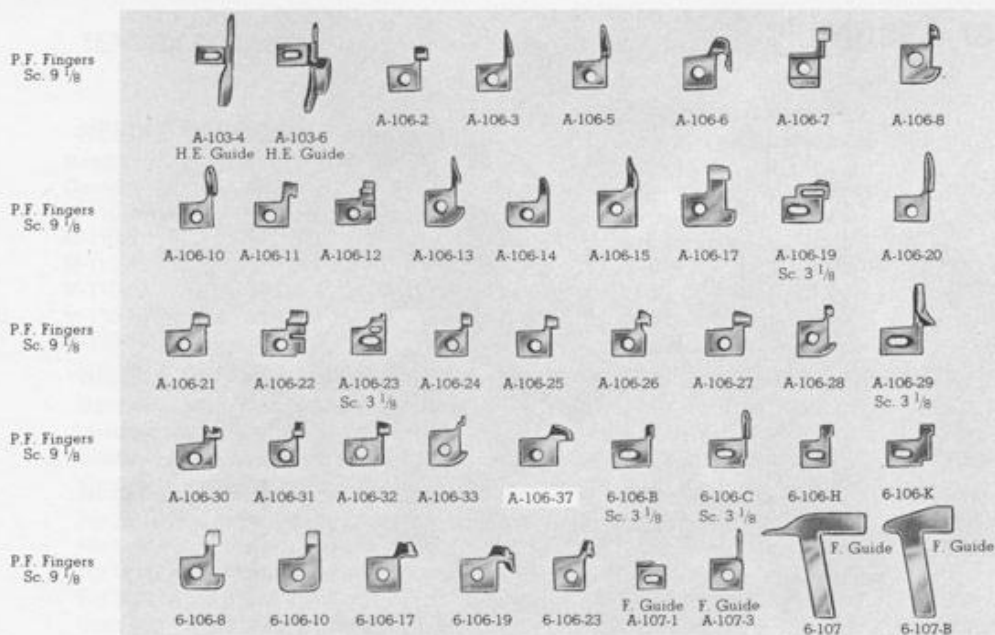 P.F. Fingers
Sc. 9 1/8
A-103-4
H.E. Guide
A-103-6
H.E. Guide
A-106-2
A-106-3
A-106-5
A-106-6
A-106-7
A-106-8
P.F. Fingers
Sc. 9 1/8
A-106-10
A-106-11
A-106-12
A-106-13
A-106-14
A-106-15
A-106-17
A-106-19
Sc. 3 1/8
A-106-20
P.F. Fingers
Sc. 9 1/8
A-106-21
A-106-22
A-106-23
Sc. 3 1/8
A-106-24
A-106-25
A-106-26
A-106-27
A-106-28
A-106-29
Sc. 3 1/8
P.F. Fingers
Sc. 9 1/8
A-106-30
A-106-31
A-106-32
A-106-33
A-106-37
6-106-B
Sc. 3 1/8
6-106-C
Sc. 3 1/8
6-106-H
6-106-K
P.F. Fingers
Sc. 9 1/8
6-106-8
6-106-10
6-106-17
6-106-19
6-106-23
F. Guide
A-107-1
F. Guide
A-107-3
F. Guide
6-107
F. Guide
6-107-B